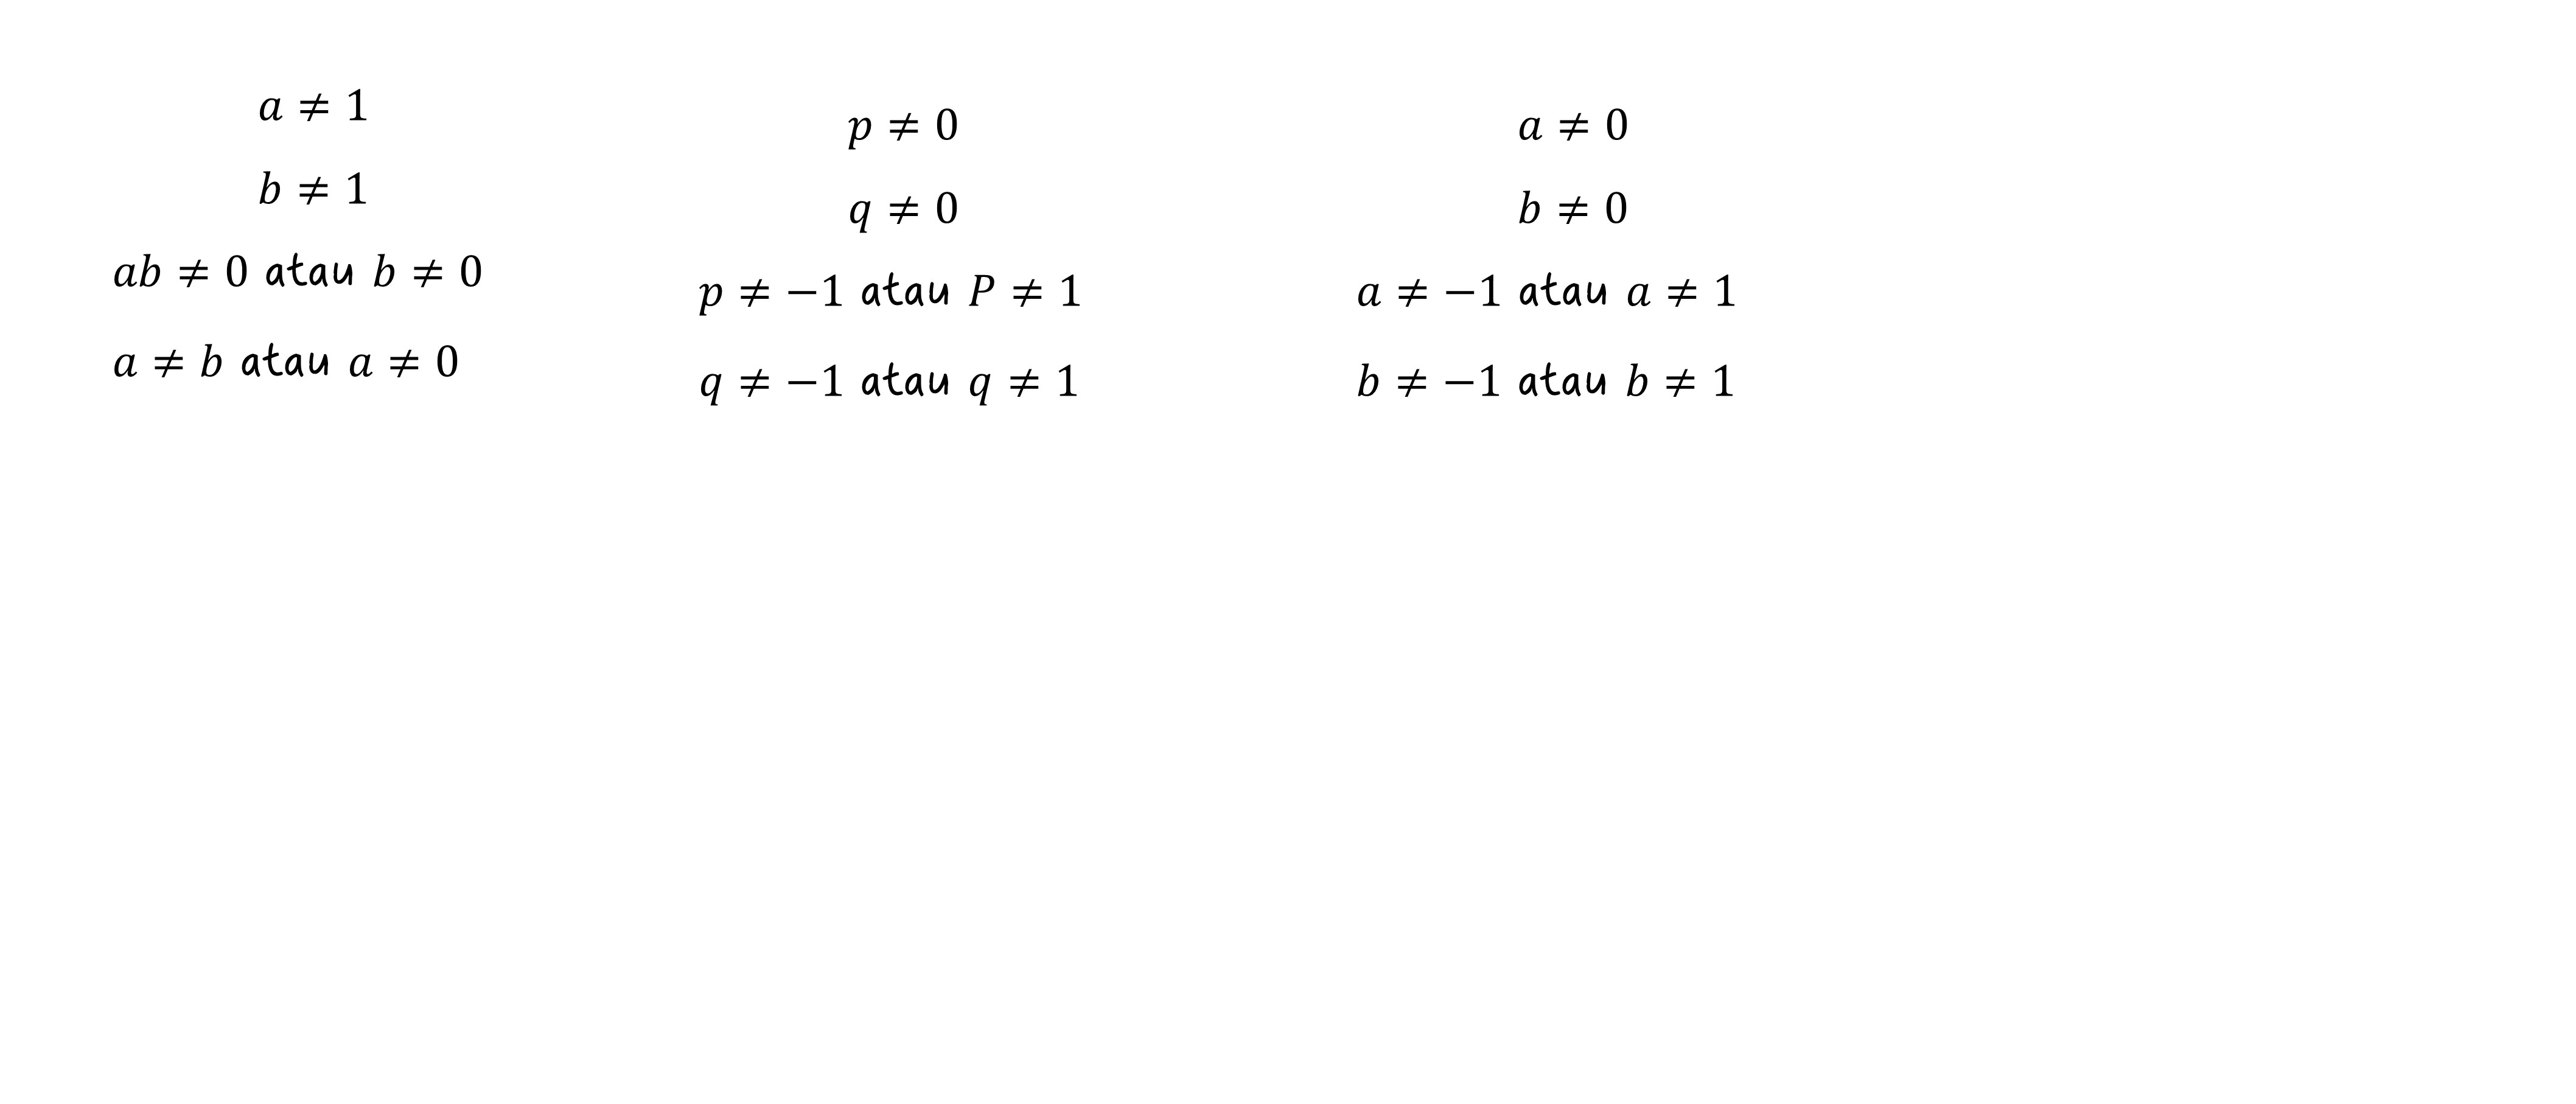 a ≠ 1
b ≠ 1
ab ≠ 0 atau b ≠ 0
a ≠ b atau a ≠ 0
p ≠ 0
q ≠ 0
p ≠ −1 atau P ≠ 1
q ≠ −1 atau q ≠ 1
a ≠ 0
b ≠ 0
a ≠ −1 atau a ≠ 1
b ≠ −1 atau b ≠ 1